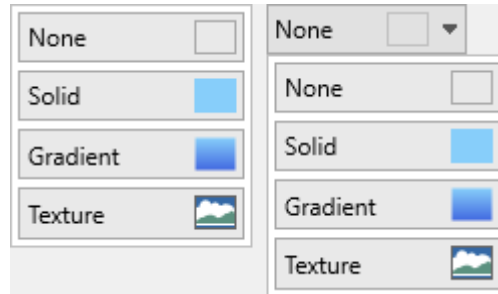 None
Solid
Gradient
Texture
None
None
Solid
Gradient
Texture